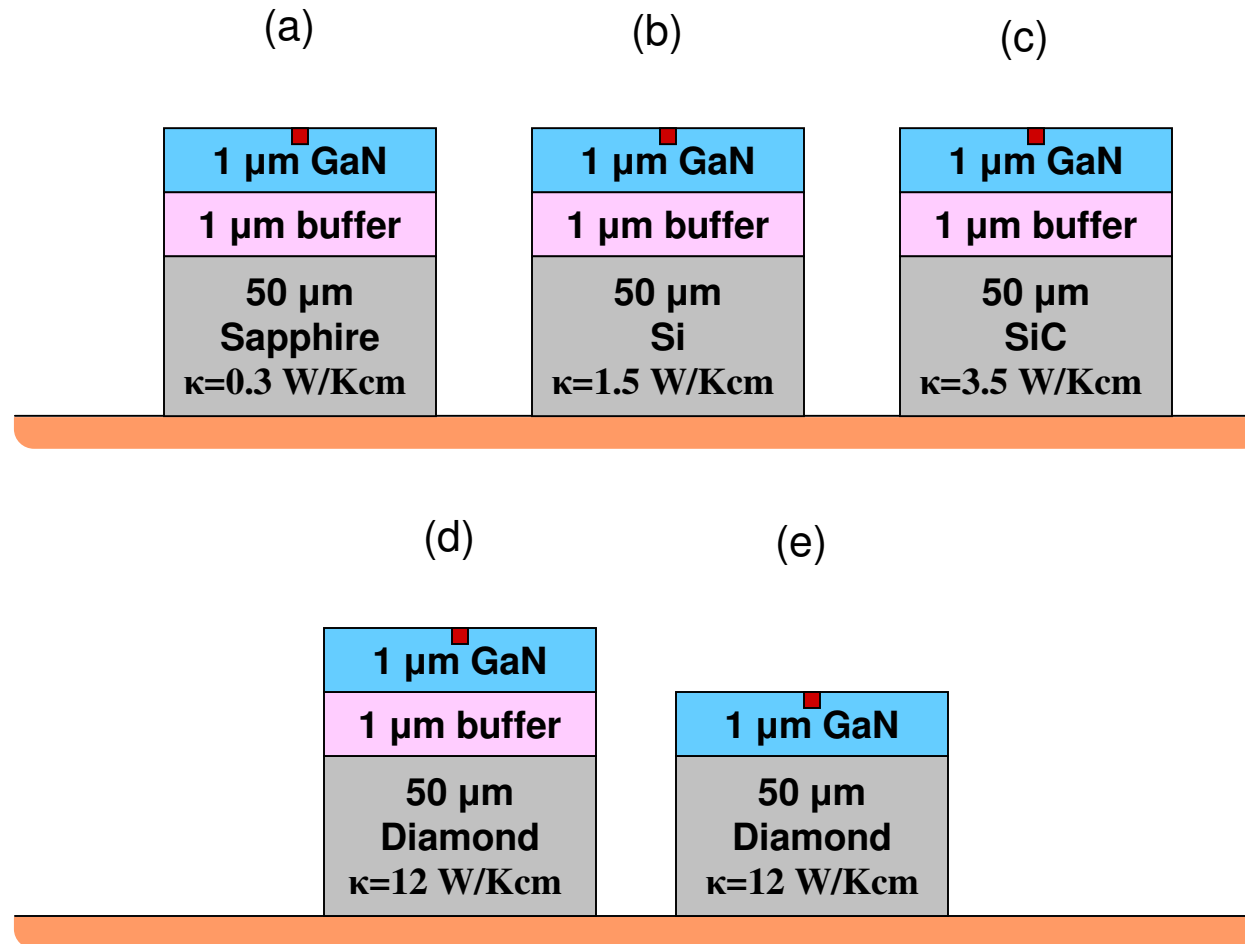 (a)
(b)
(c)
1 µm GaN
1 µm buffer
50 µm
Sapphire
κ=0.3 W/Kcm
1 µm GaN
1 µm buffer
50 µm
Si
κ=1.5 W/Kcm
1 µm GaN
1 µm buffer
50 µm
SiC
κ=3.5 W/Kcm
(d)
(e)
1 µm GaN
1 µm buffer
50 µm
Diamond
κ=12 W/Kcm
1 µm GaN
50 µm
Diamond
κ=12 W/Kcm